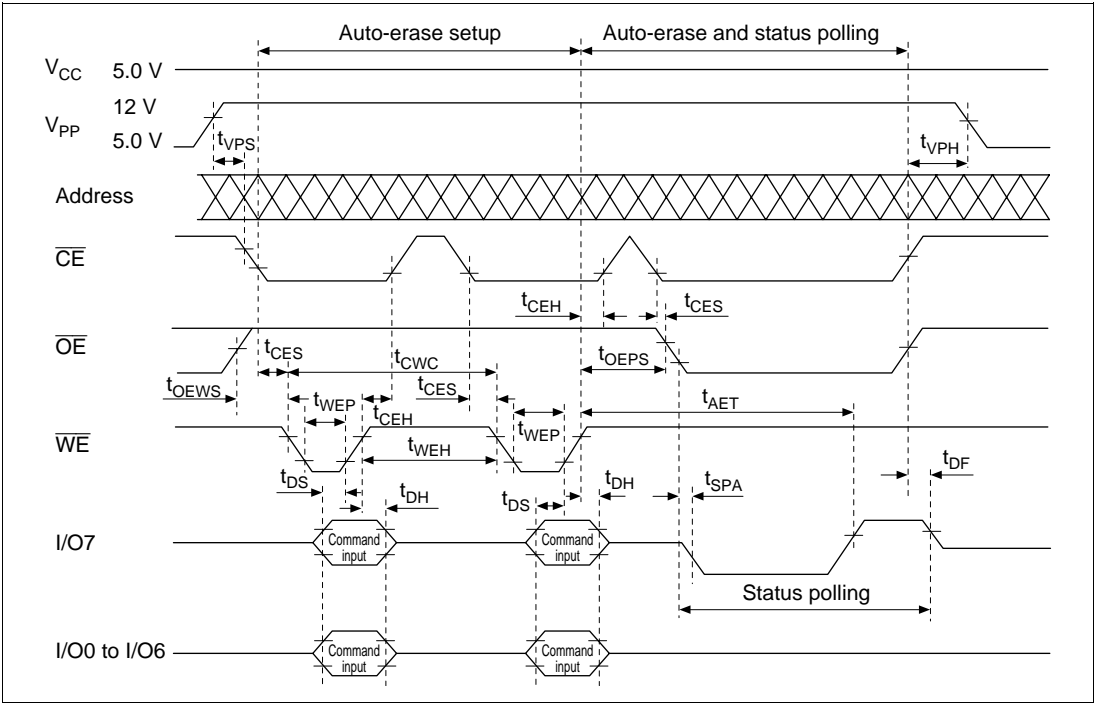 Auto-erase setup
Auto-erase and status polling
VCC 5.0 V
12 V
VPP
5.0 V
tVPS
tVPH
Address
CE
tCEH
tCES
OE
tCES
tCWC
tOEPS
tOEWS
tWEP
tCEH
tCES
tWEP
tAET
WE
tWEH
tDS
tDH
tDS
tDH
tSPA
tDF
I/O7
Command
input
Command
input
Status polling
I/O0 to I/O6
Command
input
Command
input